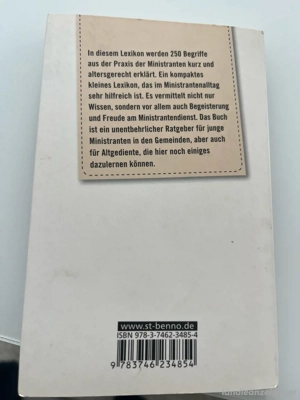 In diesem Lexikon werden 250 Begriffe
aus der Praxis der Ministranten kurz und
altersgerecht erklärt. Ein kompaktes
kleines Lexikon, das im Ministrantenalltag
sehr hilfreich ist. Es vermittelt nicht nur
Wissen, sondern vor allem auch Begeisterung
und Freude am Ministrantendienst. Das Buch
ist ein unentbehrlicher Ratgeber für junge
Ministranten in den Gemeinden, aber auch
für Altgediente, die hier noch einiges
dazulernen können.
www.st-benno.de
ISBN 978-3-7462-3485-4
9 783746 234854